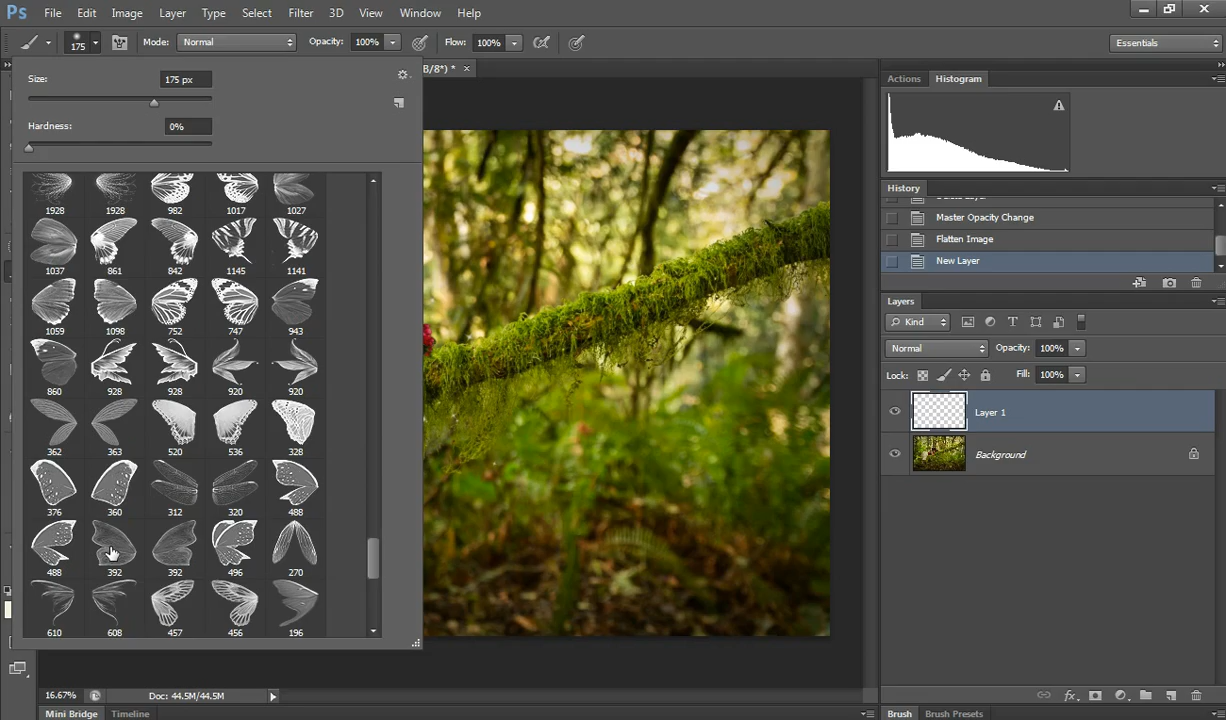 Ps File Edit Image Layer Type Select Filter 3D View Window Help
175 Mode: Normal Opacity: 100% Flow: 100% Essentials
Size: 175 px
B/8*) * ×
Actions Histogram
Hardness: 0%
History
1928 1928 982 1017 1027
Master Opacity Change
Flatten Image
New Layer
1037 861 842 1145 1141
Layers
Kind
1059 1098 752 747 943
Normal Opacity: 100%
Lock: Fill: 100%
860 928 928 920 920
Layer 1
362 363 520 536 328
Background
376 360 312 320 488
488 392 392 496 270
610 608 457 456 196
16.67% Doc: 44.5M/44.5M
Mini Bridge Timeline
Brush Brush Presets